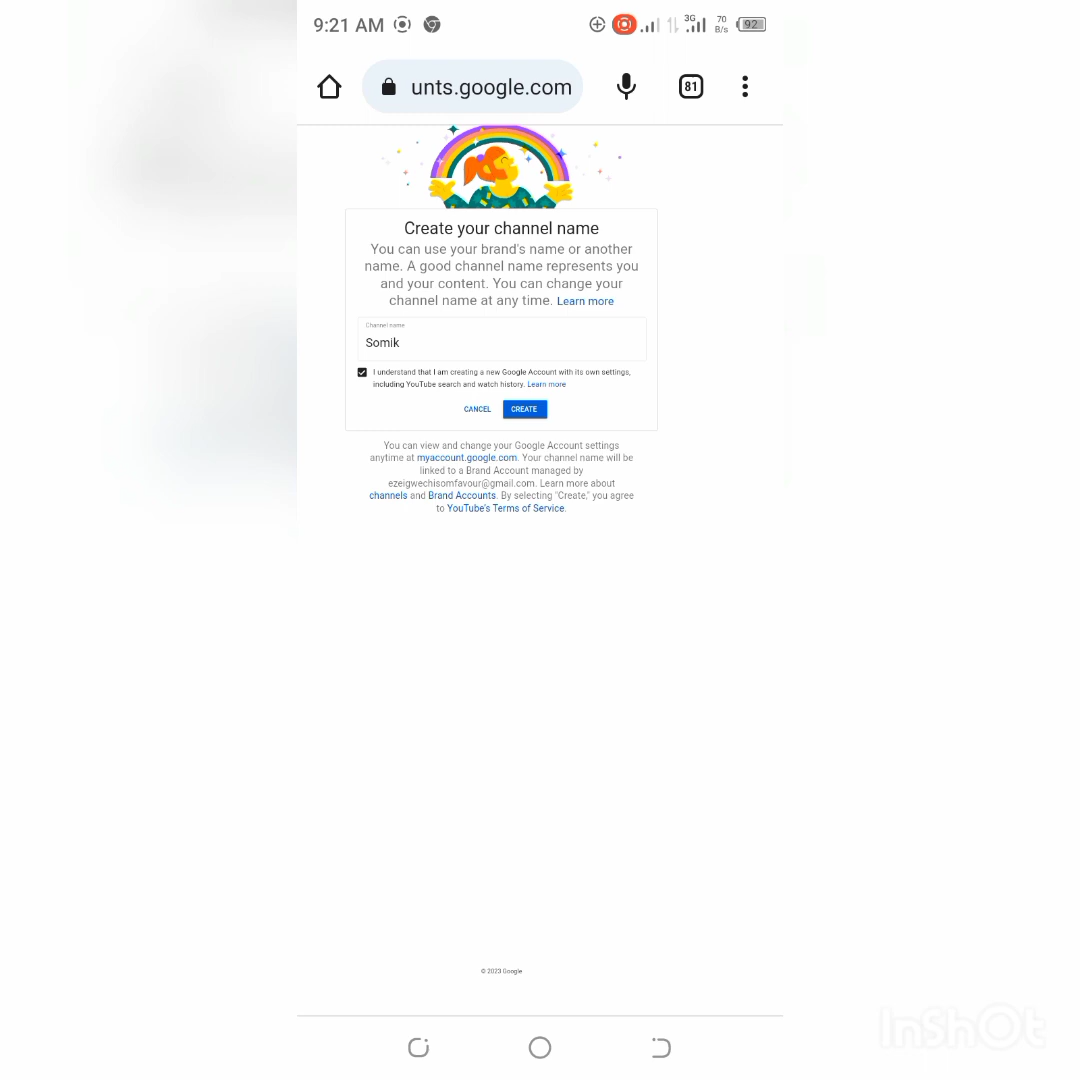 9:21 AM
3G
70
B/s
92
unts.google.com
81
Create your channel name
You can use your brand's name or another
name. A good channel name represents you
and your content. You can change your
channel name at any time. Learn more
Channel name
Somik
I understand that I am creating a new Google Account with its own settings,
including YouTube search and watch history. Learn more
CANCEL
CREATE
You can view and change your Google Account settings
anytime at myaccount.google.com. Your channel name will be
linked to a Brand Account managed by
ezeigwechisomfavour@gmail.com. Learn more about
channels and Brand Accounts. By selecting "Create," you agree
to YouTube's Terms of Service.
© 2023 Google
InShOt